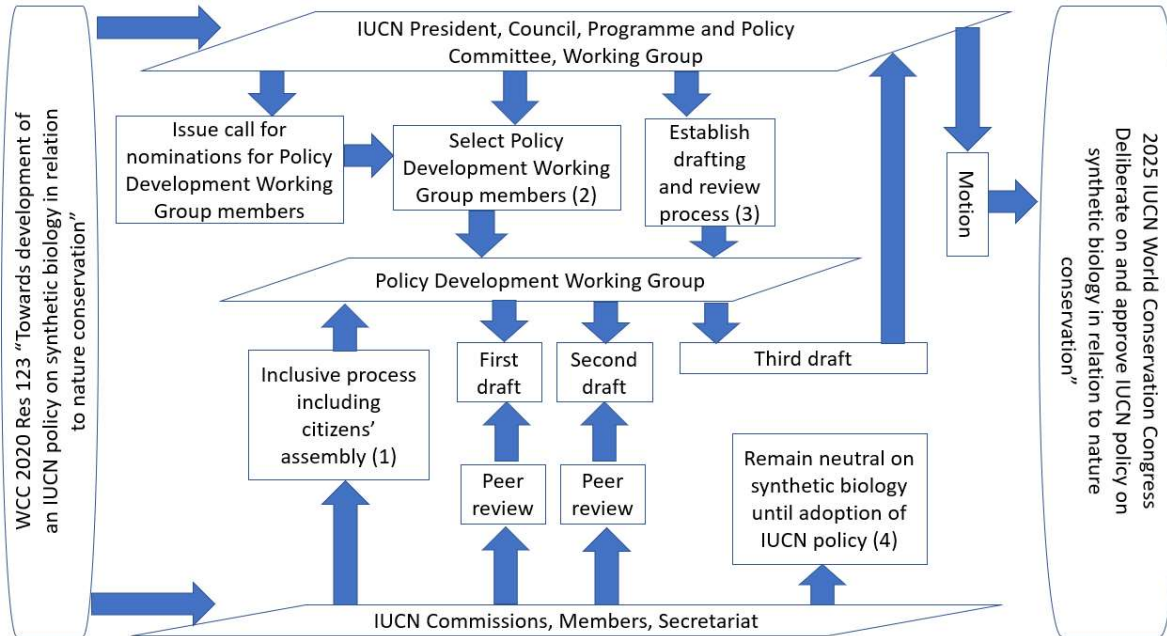 WCC 2020 Res 123 “Towards development of
an IUCN policy on synthetic biology in relation
to nature conservation”
IUCN President, Council, Programme and Policy
Committee, Working Group
Issue call for
nominations for Policy
Development Working
Group members
Select Policy
Development Working
Group members (2)
Establish
drafting
and review
process (3)
Motion
Policy Development Working Group
Inclusive process
including
citizens’
assembly (1)
First
draft
Second
draft
Third draft
Peer
review
Peer
review
Remain neutral on
synthetic biology
until adoption of
IUCN policy (4)
IUCN Commissions, Members, Secretariat
2025 IUCN World Conservation Congress
Deliberate on and approve IUCN policy on
synthetic biology in relation to nature
conservation”